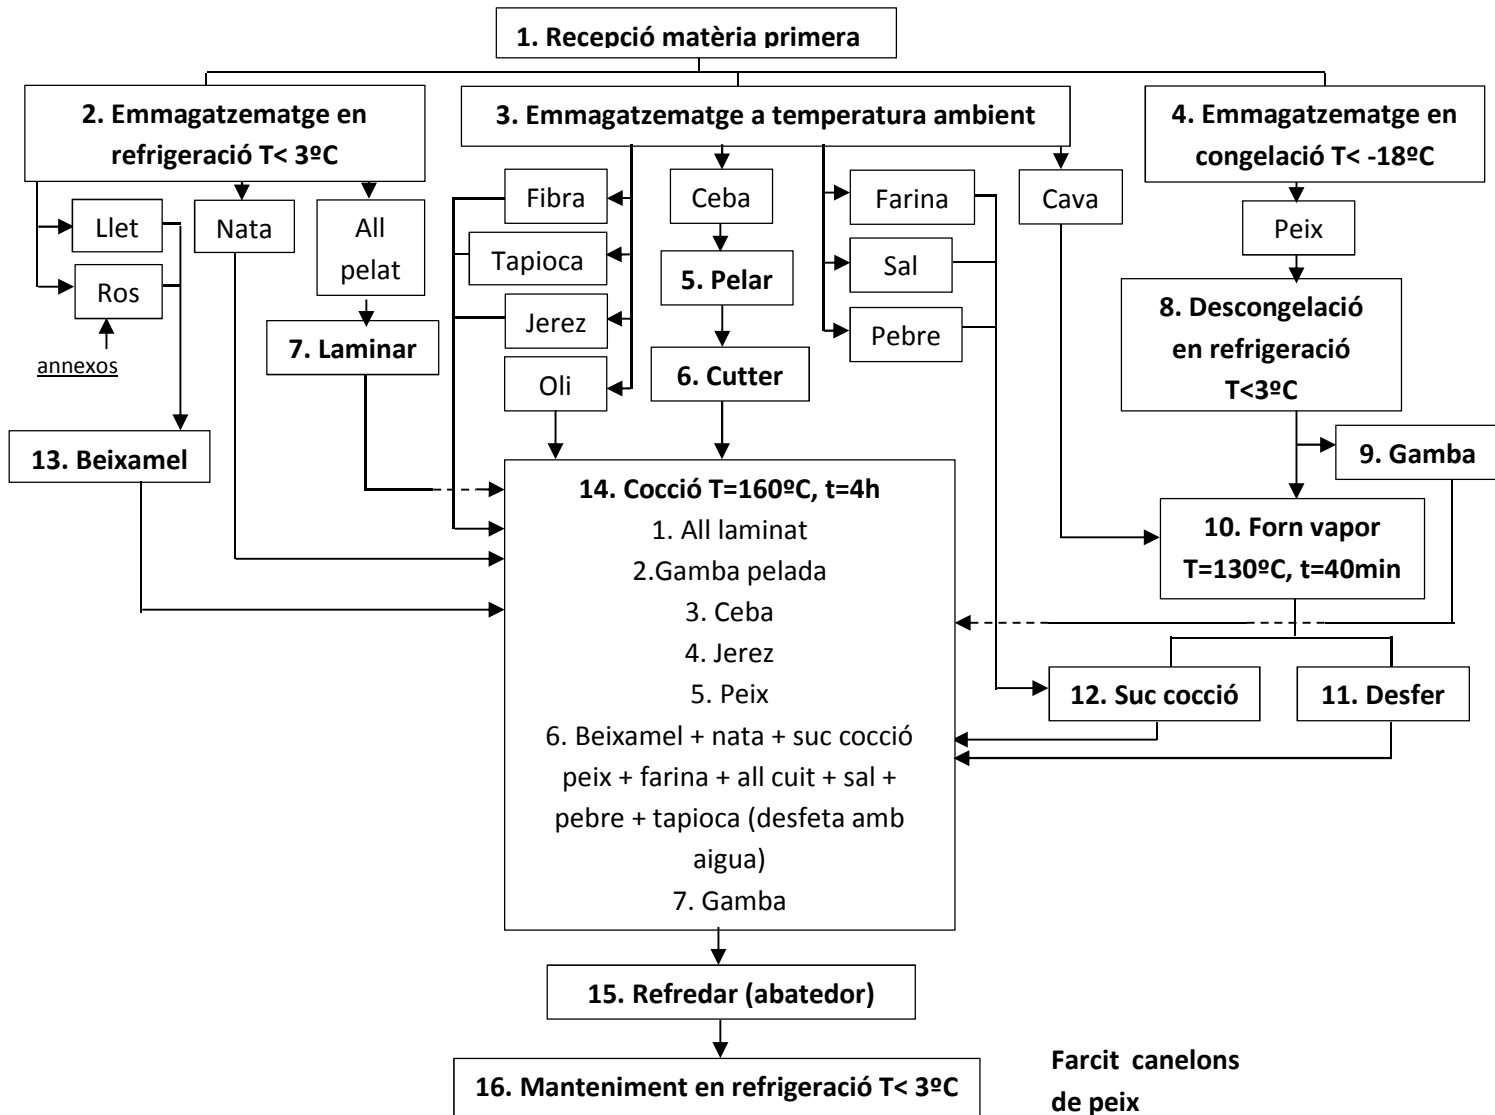 1. Recepció matèria primera
2. Emmagatzematge en
refrigeració T< 3ºC
3. Emmagatzematge a temperatura ambient
4. Emmagatzematge en
congelació T< -18ºC
Llet
Nata
All
pelat
Ros
annexos
Fibra
Tapioca
Jerez
Oli
Ceba
5. Pelar
6. Cutter
Farina
Sal
Pebre
Cava
Peix
7. Laminar
8. Descongelació
en refrigeració
T<3ºC
9. Gamba
13. Beixamel
10. Forn vapor
T=130ºC, t=40min
12. Suc cocció
11. Desfer
14. Cocció T=160ºC, t=4h
1. All laminat
2.Gamba pelada
3. Ceba
4. Jerez
5. Peix
6. Beixamel + nata + suc cocció
peix + farina + all cuit + sal +
pebre + tapioca (desfeta amb
aigua)
7. Gamba
15. Refredar (abatedor)
16. Manteniment en refrigeració T< 3ºC
Farcit canelons
de peix